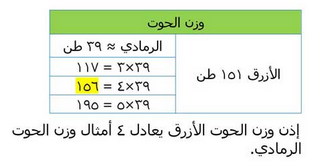 وزن الحوت
الأزرق ١٥١ طن
الرمادي ≈ ٣٩ طن
٣٩×٣ = ١١٧
٣٩×٤ = ١٥٦
٣٩×٥ = ١٩٥
إذن وزن الحوت الأزرق يعادل ٤ أمثال وزن الحوت
الرمادي.